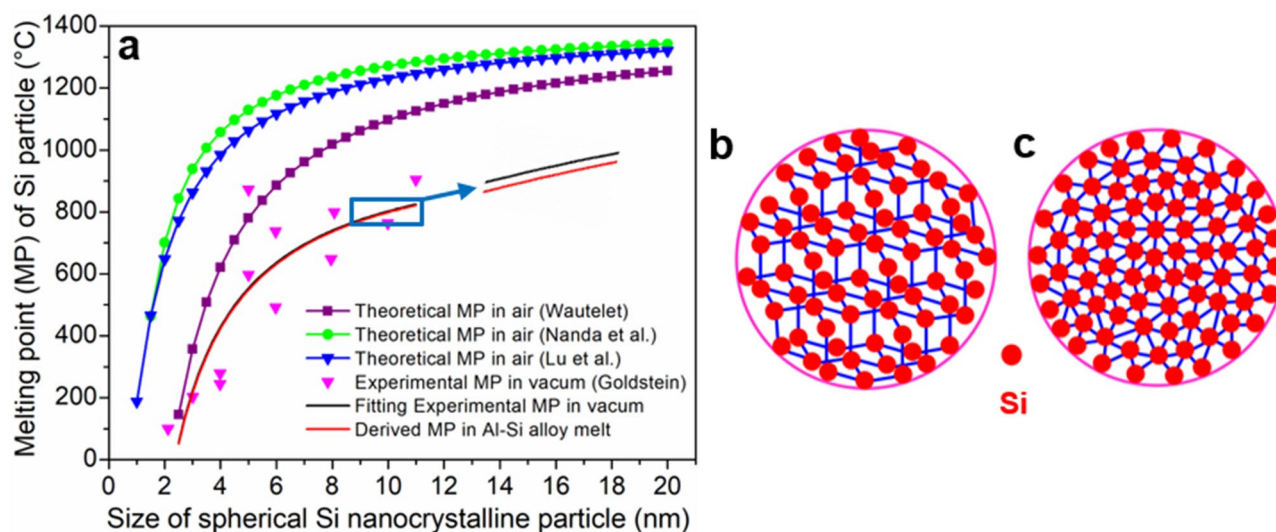 a
Melting point (MP) of Si particle (°C)
1400
1200
1000
800
600
400
200
0
Theoretical MP in air (Wautelet)
Theoretical MP in air (Nanda et al.)
Theoretical MP in air (Lu et al.)
Experimental MP in vacum (Goldstein)
Fitting Experimental MP in vacum
Derived MP in Al-Si alloy melt
0 2 4 6 8 10 12 14 16 18 20
Size of spherical Si nanocrystalline particle (nm)
b
c
Si